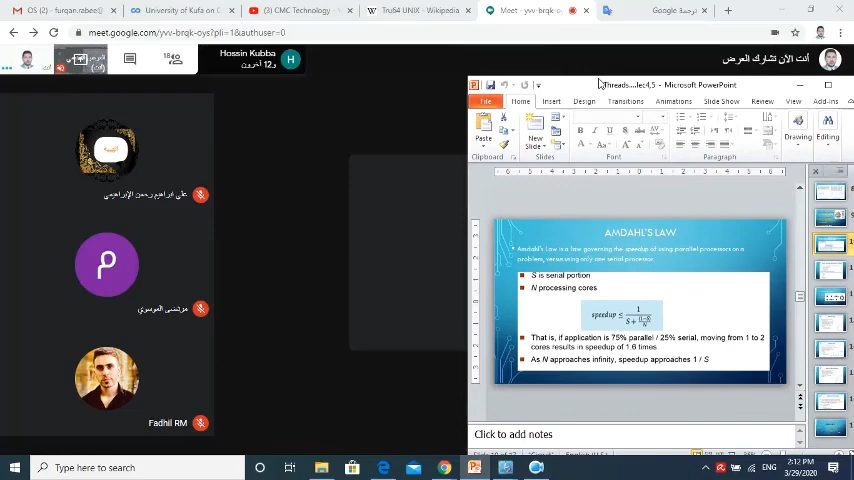 OS (2) - furqan.rabee@
University of Kufa on C
CMC Technology - Y
Tru64 UNIX - Wikipedia
Meet - yvv-brqk-o
ترجمة Google
meet.google.com/yvv-brqk-ops?pli=1&authuser=0
(أنت)
18
Hossin Kubba
و12 آخرون
H
أنت الآن تشارك العرض
Threads....lec4,5 - Microsoft PowerPoint
File Home Insert Design Transitions Animations Slide Show Review View Add-ins
Paste
New
Slide
Drawing
Editing
Clipboard Slides Font Paragraph
علي ابراهيم رحمن الإبراهيمي
م
مرتضى الموسوي
Fadhil RM
AMDAHL'S LAW
Amdahl's Law is a law governing the speedup of using parallel processors on a
problem, versus using only one serial processor.
S is serial portion
N processing cores
speedup ≤ 1 / (S + (1−S)/N)
That is, if application is 75% parallel / 25% serial, moving from 1 to 2
cores results in speedup of 1.6 times
As N approaches infinity, speedup approaches 1 / S
Click to add notes
Type here to search
ENG
2:12 PM
3/29/2020